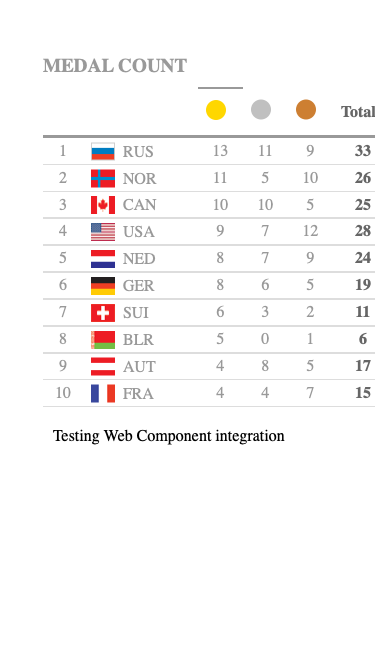 MEDAL COUNT
Total
1 RUS 13 11 9 33
2 NOR 11 5 10 26
3 CAN 10 10 5 25
4 USA 9 7 12 28
5 NED 8 7 9 24
6 GER 8 6 5 19
7 SUI 6 3 2 11
8 BLR 5 0 1 6
9 AUT 4 8 5 17
10 FRA 4 4 7 15
Testing Web Component integration